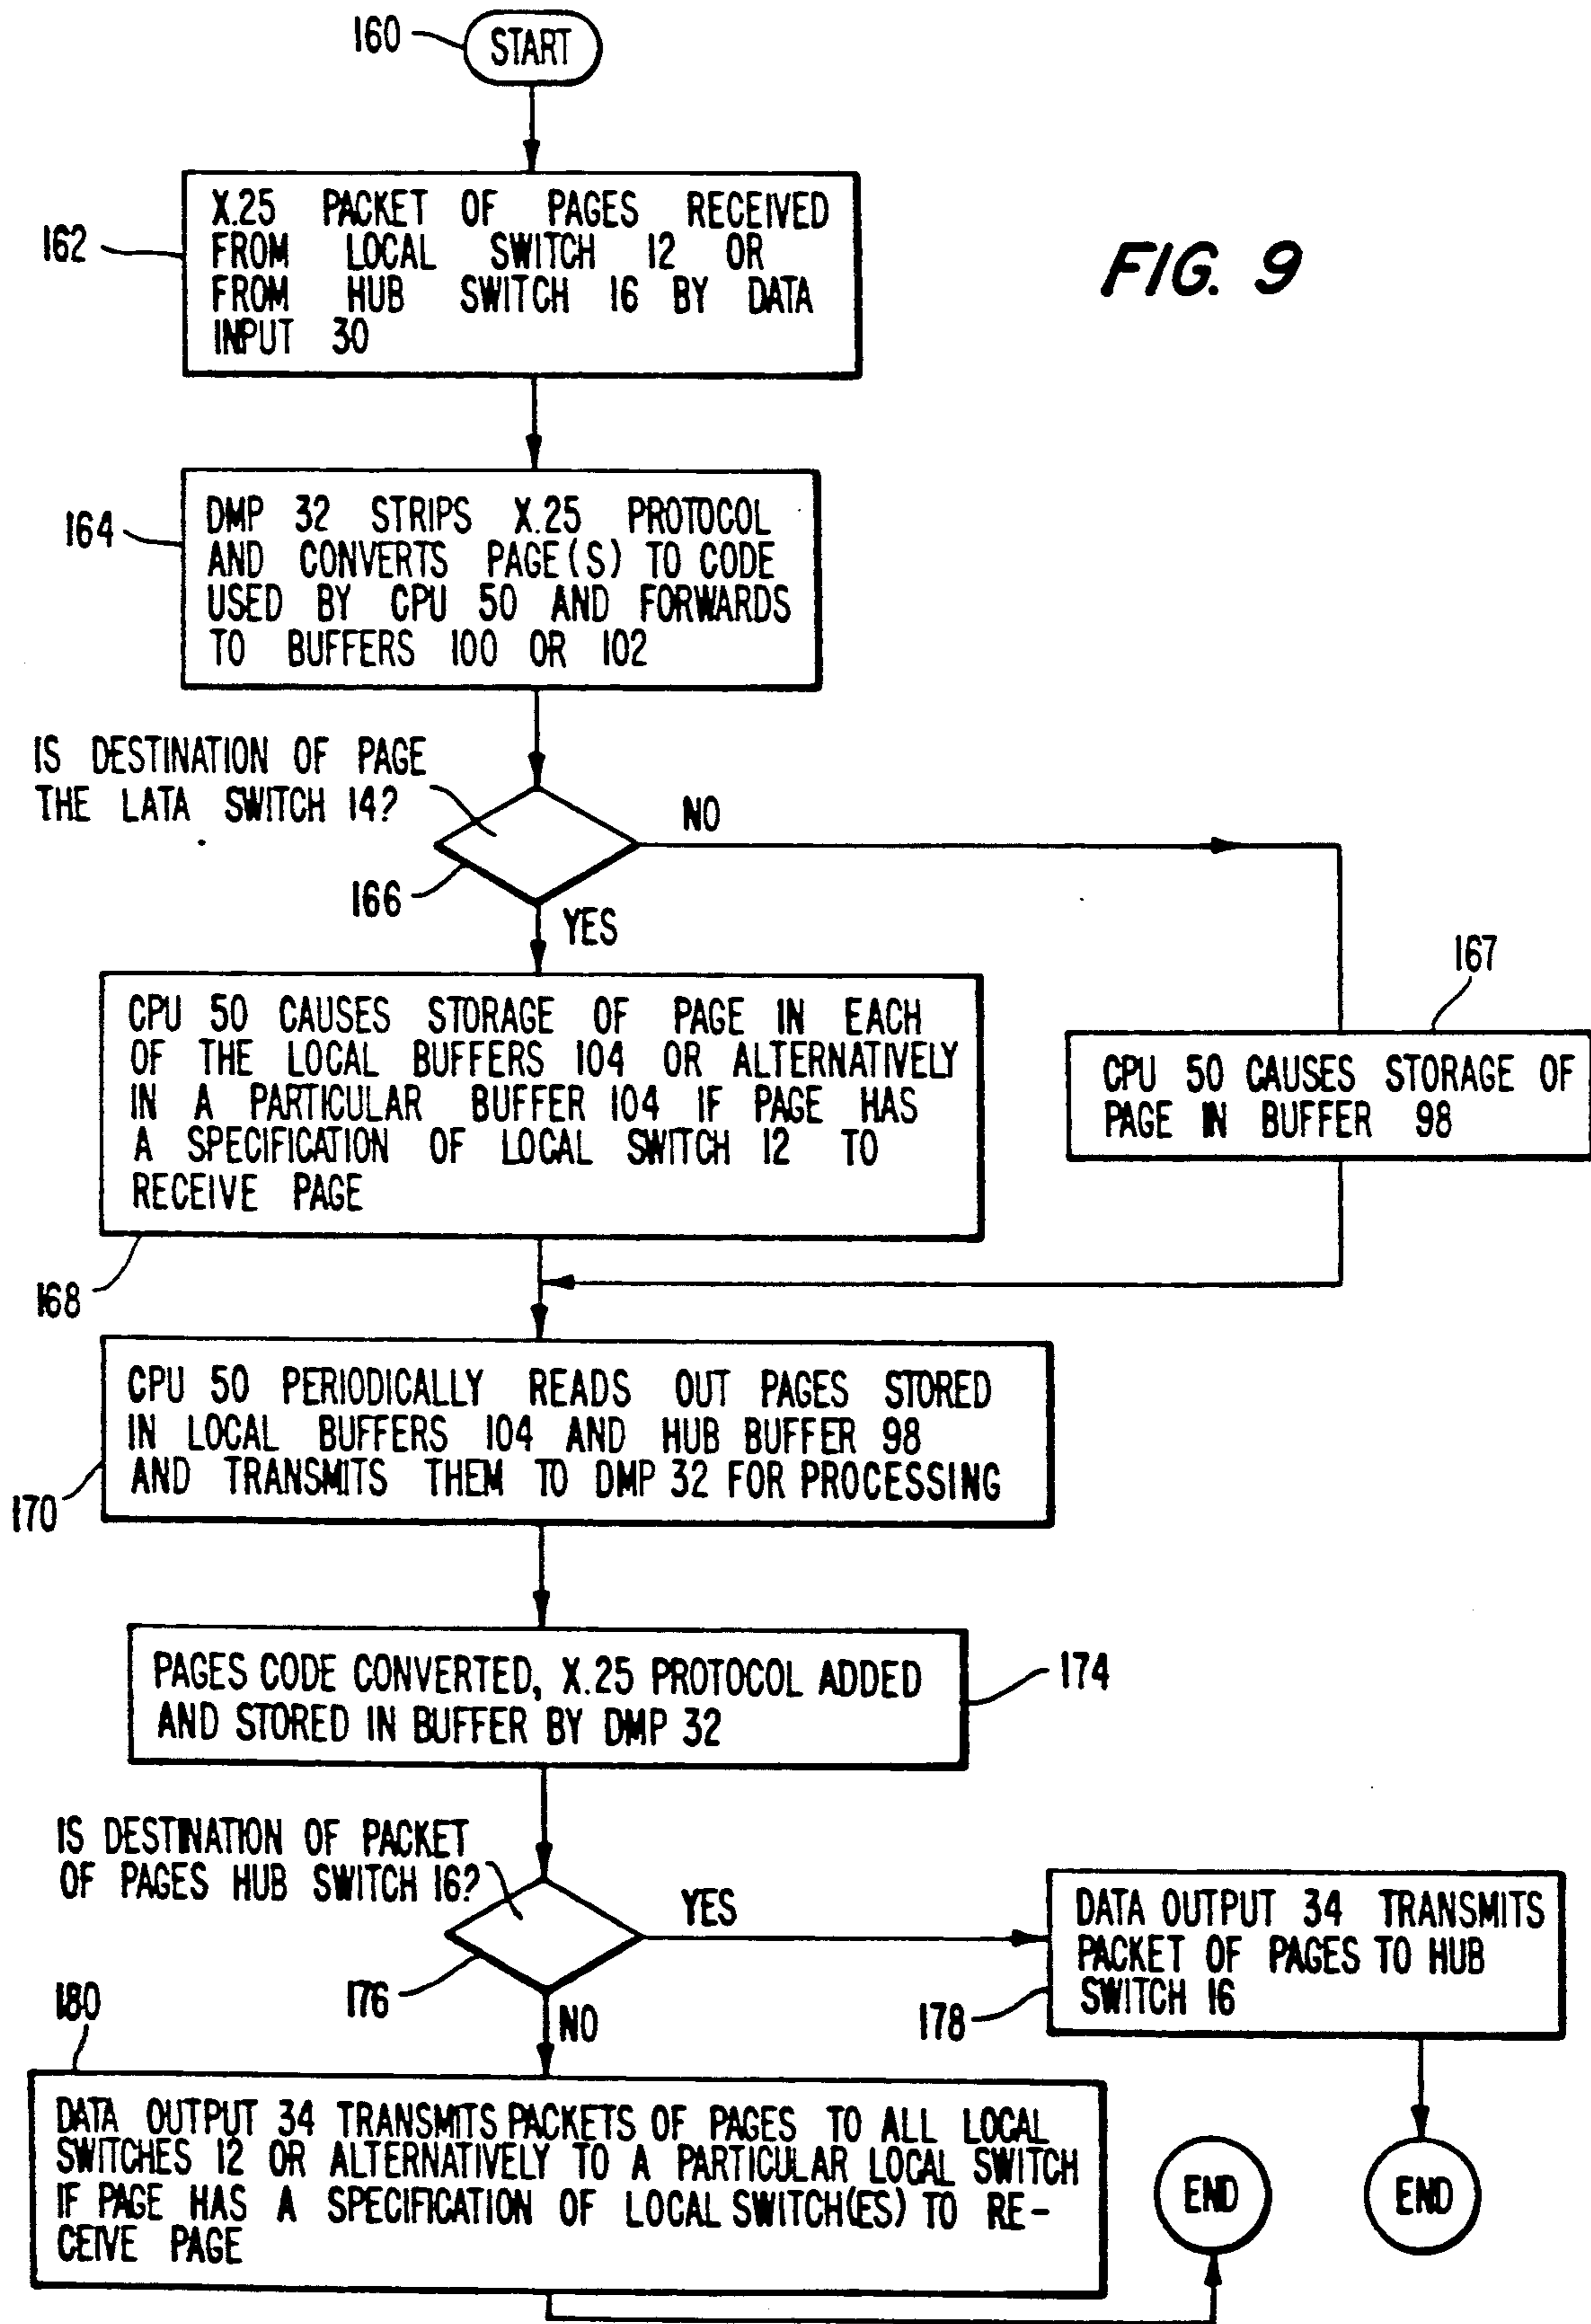 160
START
FIG. 9
162
X.25 PACKET OF PAGES RECEIVED
FROM LOCAL SWITCH 12 OR
FROM HUB SWITCH 16 BY DATA
INPUT 30
164
DMP 32 STRIPS X.25 PROTOCOL
AND CONVERTS PAGE(S) TO CODE
USED BY CPU 50 AND FORWARDS
TO BUFFERS 100 OR 102
IS DESTINATION OF PAGE
THE LATA SWITCH 14?
NO
166
YES
167
CPU 50 CAUSES STORAGE OF PAGE IN EACH
OF THE LOCAL BUFFERS 104 OR ALTERNATIVELY
IN A PARTICULAR BUFFER 104 IF PAGE HAS
A SPECIFICATION OF LOCAL SWITCH 12 TO
RECEIVE PAGE
CPU 50 CAUSES STORAGE OF
PAGE IN BUFFER 98
168
CPU 50 PERIODICALLY READS OUT PAGES STORED
IN LOCAL BUFFERS 104 AND HUB BUFFER 98
AND TRANSMITS THEM TO DMP 32 FOR PROCESSING
170
PAGES CODE CONVERTED, X.25 PROTOCOL ADDED
AND STORED IN BUFFER BY DMP 32
174
IS DESTINATION OF PACKET
OF PAGES HUB SWITCH 16?
YES
176
NO
DATA OUTPUT 34 TRANSMITS
PACKET OF PAGES TO HUB
SWITCH 16
178
180
DATA OUTPUT 34 TRANSMITS PACKETS OF PAGES TO ALL LOCAL
SWITCHES 12 OR ALTERNATIVELY TO A PARTICULAR LOCAL SWITCH
IF PAGE HAS A SPECIFICATION OF LOCAL SWITCH(ES) TO RE-
CEIVE PAGE
END
END